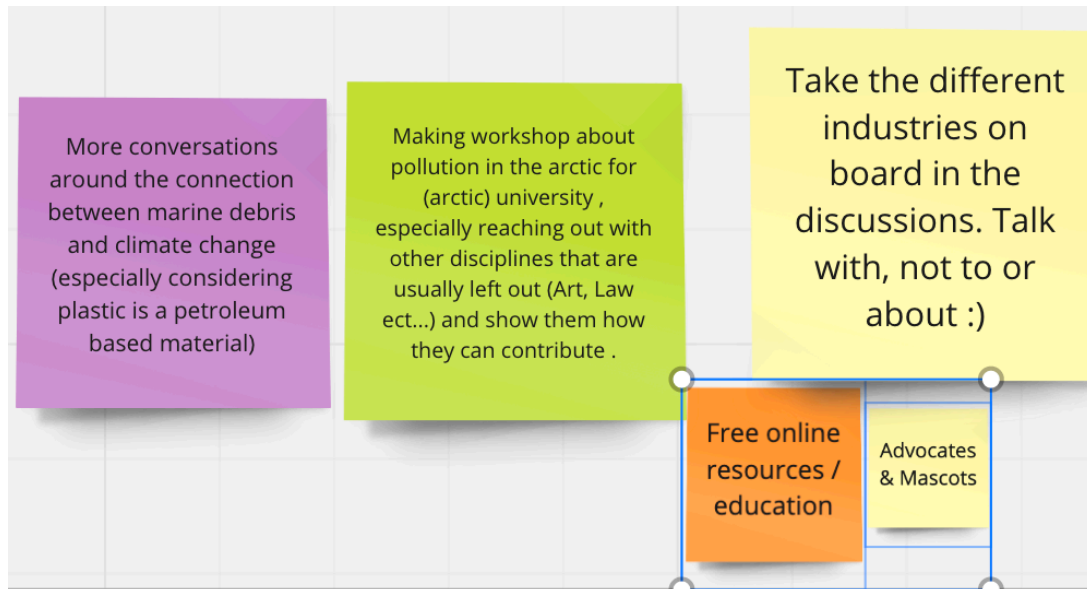 More conversations
around the connection
between marine debris
and climate change
(especially considering
plastic is a petroleum
based material)
Making workshop about
pollution in the arctic for
(arctic) university ,
especially reaching out with
other disciplines that are
usually left out (Art, Law
ect...) and show them how
they can contribute .
Take the different
industries on
board in the
discussions. Talk
with, not to or
about :)
Free online
resources /
education
Advocates
& Mascots